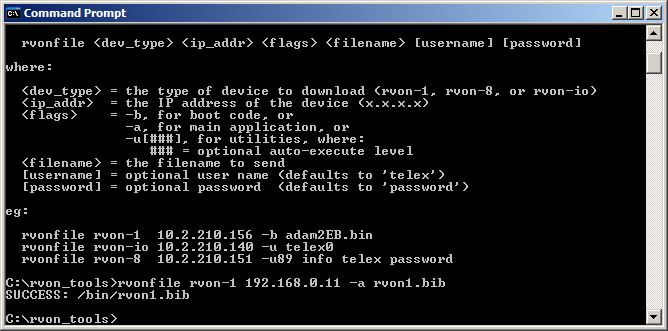 Command Prompt
rvonfile <dev_type> <ip_addr> <flags> <filename> [username] [password]
where:
<dev_type> = the type of device to download (rvon-1, rvon-8, or rvon-io)
<ip_addr>  = the IP address of the device (x.x.x.x)
<flags>    = -b, for boot code, or
-a, for main application, or
-u[###], for utilities, where:
### = optional auto-execute level
<filename> = the filename to send
[username] = optional user name (defaults to 'telex')
[password] = optional password  (defaults to 'password')
eg:
rvonfile rvon-1  10.2.210.156 -b adam2EB.bin
rvonfile rvon-io 10.2.210.140 -u telex0
rvonfile rvon-8  10.2.210.151 -u89 info telex password
C:\rvon_tools>rvonfile rvon-1 192.168.0.11 -a rvon1.bib
SUCCESS: /bin/rvon1.bib
C:\rvon_tools>